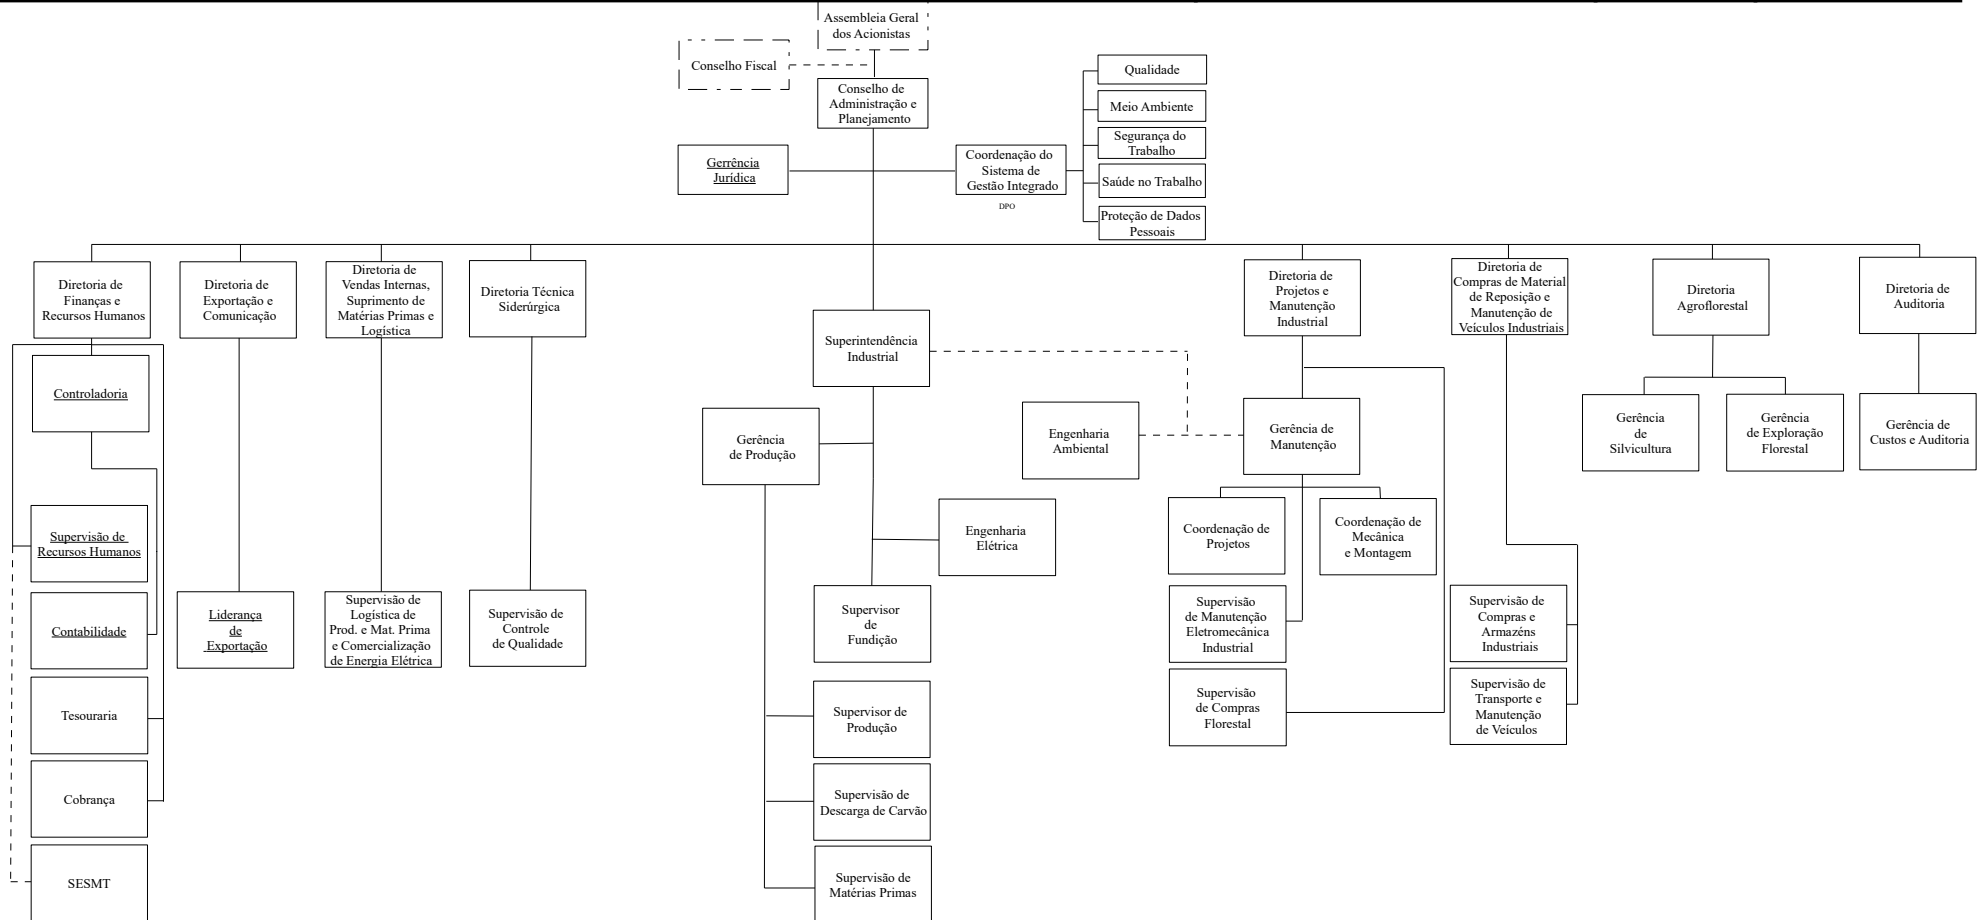 Assembleia Geral
dos Acionistas
Conselho Fiscal
Conselho de
Administração e
Planejamento
Qualidade
Meio Ambiente
Segurança do
Trabalho
Saúde no Trabalho
Proteção de Dados
Pessoais
Gerrência
Jurídica
Coordenação do
Sistema de
Gestão Integrado
DPO
Diretoria de
Finanças e
Recursos Humanos
Diretoria de
Exportação e
Comunicação
Diretoria de
Vendas Internas,
Suprimento de
Matérias Primas e
Logística
Diretoria Técnica
Siderúrgica
Superintendência
Industrial
Diretoria de
Projetos e
Manutenção
Industrial
Diretoria de
Compras de Material
de Reposição e
Manutenção de
Veículos Industriais
Diretoria
Agroflorestal
Diretoria de
Auditoria
Controladoria
Gerência
de Produção
Engenharia
Ambiental
Gerência de
Manutenção
Gerência
de
Silvicultura
Gerência
de Exploração
Florestal
Gerência de
Custos e Auditoria
Supervisão de
Recursos Humanos
Engenharia
Elétrica
Coordenação de
Projetos
Coordenação de
Mecânica
e Montagem
Contabilidade
Liderança
de
Exportação
Supervisão de
Logística de
Prod. e Mat. Prima
e Comercialização
de Energia Elétrica
Supervisão de
Controle
de Qualidade
Supervisor
de
Fundição
Supervisão
de Manutenção
Eletromecânica
Industrial
Supervisão de
Compras e
Armazéns
Industriais
Tesouraria
Supervisor de
Produção
Supervisão
de Compras
Florestal
Supervisão de
Transporte e
Manutenção
de Veículos
Cobrança
Supervisão de
Descarga de Carvão
SESMT
Supervisão de
Matérias Primas